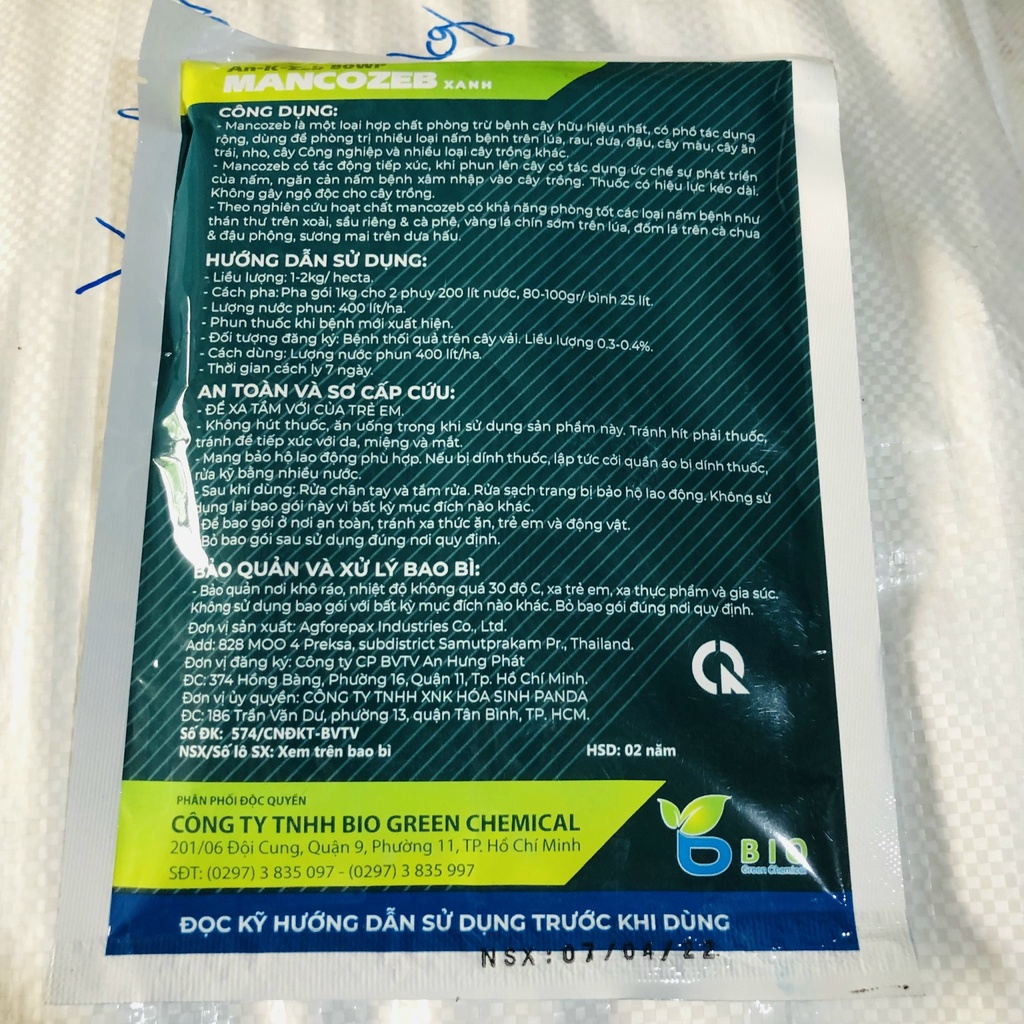 An-K-Zeb 80WP
MANCOZEB XANH
CÔNG DỤNG:
- Mancozeb là một loại hợp chất phòng trừ bệnh cây hữu hiệu nhất, có phổ tác dụng
rộng, dùng để phòng trị nhiều loại nấm bệnh trên lúa, rau, dưa, đậu, cây màu, cây ăn
trái, nho, cây Công nghiệp và nhiều loại cây trồng khác.
- Mancozeb có tác động tiếp xúc, khi phun lên cây có tác dụng ức chế sự phát triển
của nấm, ngăn cản nấm bệnh xâm nhập vào cây trồng. Thuốc có hiệu lực kéo dài.
Không gây ngộ độc cho cây trồng.
- Theo nghiên cứu hoạt chất mancozeb có khả năng phòng tốt các loại nấm bệnh như
thán thư trên xoài, sầu riêng & cà phê, vàng lá chín sớm trên lúa, đốm lá trên cà chua
& đậu phộng, sương mai trên dưa hấu.
HƯỚNG DẪN SỬ DỤNG:
- Liều lượng: 1-2kg/ hecta.
- Cách pha: Pha gói 1kg cho 2 phuy 200 lít nước, 80-100gr/ bình 25 lít.
- Lượng nước phun: 400 lít/ha.
- Phun thuốc khi bệnh mới xuất hiện.
- Đối tượng đăng ký: Bệnh thối quả trên cây vải. Liều lượng 0.3-0.4%.
- Cách dùng: Lượng nước phun 400 lít/ha.
- Thời gian cách ly 7 ngày.
AN TOÀN VÀ SƠ CẤP CỨU:
- ĐỂ XA TẦM VỚI CỦA TRẺ EM.
- Không hút thuốc, ăn uống trong khi sử dụng sản phẩm này. Tránh hít phải thuốc,
tránh để tiếp xúc với da, miệng và mắt.
- Mang bảo hộ lao động phù hợp. Nếu bị dính thuốc, lập tức cởi quần áo bị dính thuốc,
rửa kỹ bằng nhiều nước.
- Sau khi dùng: Rửa chân tay và tắm rửa. Rửa sạch trang bị bảo hộ lao động. Không sử
dụng lại bao gói này vì bất kỳ mục đích nào khác.
- Để bao gói ở nơi an toàn, tránh xa thức ăn, trẻ em và động vật.
- Bỏ bao gói sau sử dụng đúng nơi quy định.
BẢO QUẢN VÀ XỬ LÝ BAO BÌ:
- Bảo quản nơi khô ráo, nhiệt độ không quá 30 độ C, xa trẻ em, xa thực phẩm và gia súc.
Không sử dụng bao gói với bất kỳ mục đích nào khác. Bỏ bao gói đúng nơi quy định.
Đơn vị sản xuất: Agforepax Industries Co., Ltd.
Add: 828 MOO 4 Preksa, subdistrict Samutprakam Pr., Thailand.
Đơn vị đăng ký: Công ty CP BVTV An Hưng Phát
ĐC: 374 Hồng Bàng, Phường 16, Quận 11, Tp. Hồ Chí Minh.
Đơn vị ủy quyền: CÔNG TY TNHH XNK HÓA SINH PANDA
ĐC: 186 Trần Văn Dư, phường 13, quận Tân Bình, TP. HCM.
Số ĐK: 574/CNĐKT-BVTV
NSX/Số lô SX: Xem trên bao bì HSD: 02 năm
PHÂN PHỐI ĐỘC QUYỀN
CÔNG TY TNHH BIO GREEN CHEMICAL
201/06 Đội Cung, Quận 9, Phường 11, TP. Hồ Chí Minh
SĐT: (0297) 3 835 097 - (0297) 3 835 997
BIO
Green Chemical
ĐỌC KỸ HƯỚNG DẪN SỬ DỤNG TRƯỚC KHI DÙNG
NSX: 07/04/22